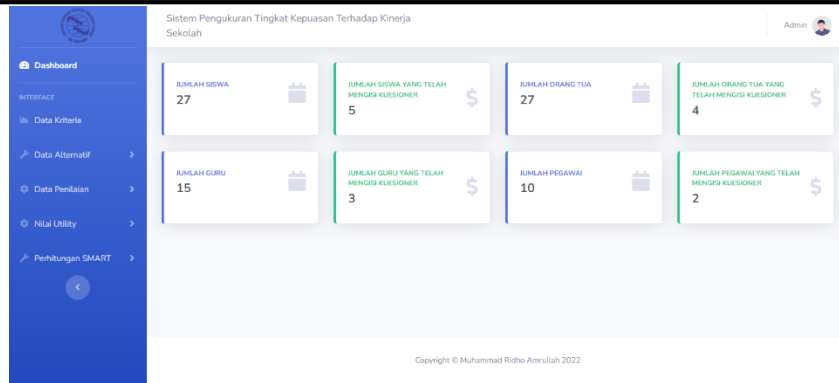 Sistem Pengukuran Tingkat Kepuasan Terhadap Kinerja
Sekolah
Admin
Dashboard
INTERFACE
Data Kriteria
Data Alternatif
Data Penilaian
Nilai Utility
Perhitungan SMART
JUMLAH SISWA
27
JUMLAH SISWA YANG TELAH
MENGISI KUESIONER
5
JUMLAH ORANG TUA
27
JUMLAH ORANG TUA YANG
TELAH MENGISI KUESIONER
4
JUMLAH GURU
15
JUMLAH GURU YANG TELAH
MENGISI KUESIONER
3
JUMLAH PEGAWAI
10
JUMLAH PEGAWAI YANG TELAH
MENGISI KUESIONER
2
Copyright © Muhammad Ridho Amrullah 2022